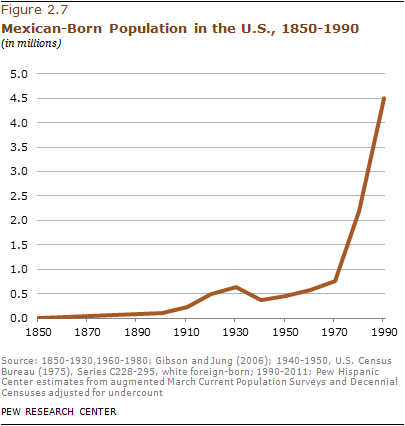 Figure 2.7
Mexican-Born Population in the U.S., 1850-1990
(in millions)
5.0
4.5
4.0
3.5
3.0
2.5
2.0
1.5
1.0
0.5
0.0
1850 1870 1890 1910 1930 1950 1970 1990
Source: 1850-1930,1960-1980: Gibson and Jung (2006); 1940-1950, U.S. Census
Bureau (1975), Series C228-295, white foreign-born; 1990-2011: Pew Hispanic
Center estimates from augmented March Current Population Surveys and Decennial
Censuses adjusted for undercount
PEW RESEARCH CENTER